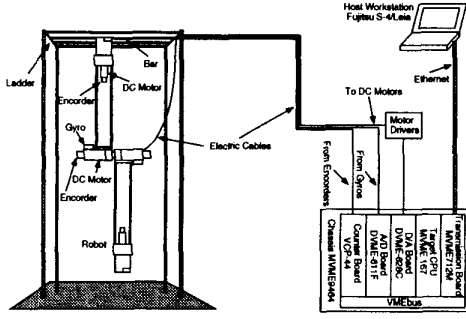 Host Workstation
Fujitsu S-4/Leia
Ethernet
Ladder
Bar
DC Motor
Encorder
To DC Motors
Motor
Drivers
Gyro
Electric Cables
DC Motor
Encorder
From Encorders
From Gyros
Robot
Chassis MVME9464
Counter Board
VCP-44
A/D Board
DVME-611F
D/A Board
DVME-628C
Target CPU
MVME 167
Transmission Board
MVME712M
VMEbus